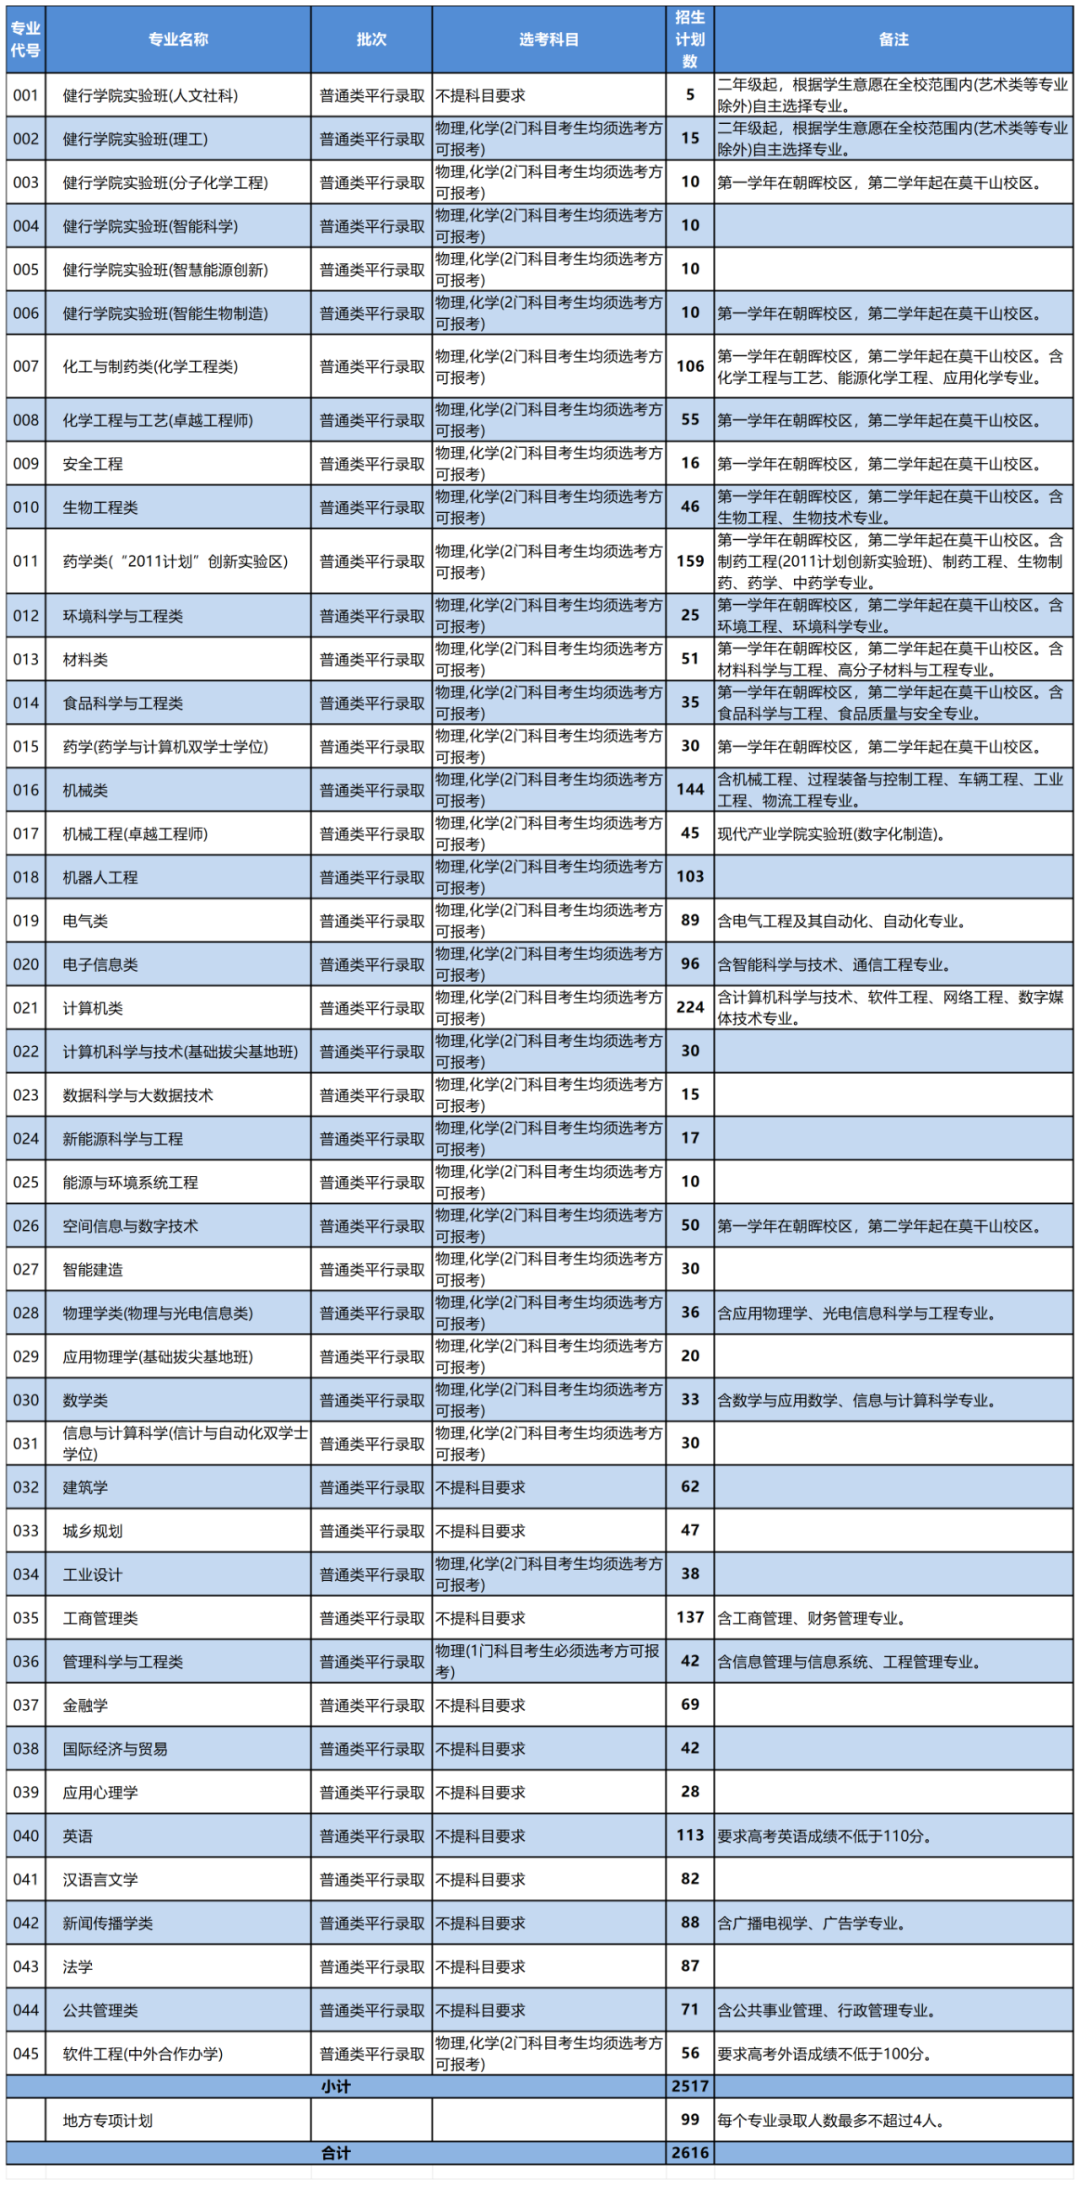 专业代号 专业名称 批次 选考科目 招生计划数 备注
001 健行学院实验班(人文社科) 普通类平行录取 不提科目要求 5 二年级起，根据学生意愿在全校范围内(艺术类等专业除外)自主选择专业。
002 健行学院实验班(理工) 普通类平行录取 物理,化学(2门科目考生均须选考方可报考) 15 二年级起，根据学生意愿在全校范围内(艺术类等专业除外)自主选择专业。
003 健行学院实验班(分子化学工程) 普通类平行录取 物理,化学(2门科目考生均须选考方可报考) 10 第一学年在朝晖校区，第二学年起在莫干山校区。
004 健行学院实验班(智能科学) 普通类平行录取 物理,化学(2门科目考生均须选考方可报考) 10
005 健行学院实验班(智慧能源创新) 普通类平行录取 物理,化学(2门科目考生均须选考方可报考) 10
006 健行学院实验班(智能生物制造) 普通类平行录取 物理,化学(2门科目考生均须选考方可报考) 10 第一学年在朝晖校区，第二学年起在莫干山校区。
007 化工与制药类(化学工程类) 普通类平行录取 物理,化学(2门科目考生均须选考方可报考) 106 第一学年在朝晖校区，第二学年起在莫干山校区。含化学工程与工艺、能源化学工程、应用化学专业。
008 化学工程与工艺(卓越工程师) 普通类平行录取 物理,化学(2门科目考生均须选考方可报考) 55 第一学年在朝晖校区，第二学年起在莫干山校区。
009 安全工程 普通类平行录取 物理,化学(2门科目考生均须选考方可报考) 16 第一学年在朝晖校区，第二学年起在莫干山校区。
010 生物工程类 普通类平行录取 物理,化学(2门科目考生均须选考方可报考) 46 第一学年在朝晖校区，第二学年起在莫干山校区。含生物工程、生物技术专业。
011 药学类(“2011计划”创新实验区) 普通类平行录取 物理,化学(2门科目考生均须选考方可报考) 159 第一学年在朝晖校区，第二学年起在莫干山校区。含制药工程(2011计划创新实验班)、制药工程、生物制药、药学、中药学专业。
012 环境科学与工程类 普通类平行录取 物理,化学(2门科目考生均须选考方可报考) 25 第一学年在朝晖校区，第二学年起在莫干山校区。含环境工程、环境科学专业。
013 材料类 普通类平行录取 物理,化学(2门科目考生均须选考方可报考) 51 第一学年在朝晖校区，第二学年起在莫干山校区。含材料科学与工程、高分子材料与工程专业。
014 食品科学与工程类 普通类平行录取 物理,化学(2门科目考生均须选考方可报考) 35 第一学年在朝晖校区，第二学年起在莫干山校区。含食品科学与工程、食品质量与安全专业。
015 药学(药学与计算机双学士学位) 普通类平行录取 物理,化学(2门科目考生均须选考方可报考) 30 第一学年在朝晖校区，第二学年起在莫干山校区。
016 机械类 普通类平行录取 物理,化学(2门科目考生均须选考方可报考) 144 含机械工程、过程装备与控制工程、车辆工程、工业工程、物流工程专业。
017 机械工程(卓越工程师) 普通类平行录取 物理,化学(2门科目考生均须选考方可报考) 45 现代产业学院实验班(数字化制造)。
018 机器人工程 普通类平行录取 物理,化学(2门科目考生均须选考方可报考) 103
019 电气类 普通类平行录取 物理,化学(2门科目考生均须选考方可报考) 89 含电气工程及其自动化、自动化专业。
020 电子信息类 普通类平行录取 物理,化学(2门科目考生均须选考方可报考) 96 含智能科学与技术、通信工程专业。
021 计算机类 普通类平行录取 物理,化学(2门科目考生均须选考方可报考) 224 含计算机科学与技术、软件工程、网络工程、数字媒体技术专业。
022 计算机科学与技术(基础拔尖基地班) 普通类平行录取 物理,化学(2门科目考生均须选考方可报考) 30
023 数据科学与大数据技术 普通类平行录取 物理,化学(2门科目考生均须选考方可报考) 15
024 新能源科学与工程 普通类平行录取 物理,化学(2门科目考生均须选考方可报考) 17
025 能源与环境系统工程 普通类平行录取 物理,化学(2门科目考生均须选考方可报考) 10
026 空间信息与数字技术 普通类平行录取 物理,化学(2门科目考生均须选考方可报考) 50 第一学年在朝晖校区，第二学年起在莫干山校区。
027 智能建造 普通类平行录取 物理,化学(2门科目考生均须选考方可报考) 30
028 物理学类(物理与光电信息类) 普通类平行录取 物理,化学(2门科目考生均须选考方可报考) 36 含应用物理学、光电信息科学与工程专业。
029 应用物理学(基础拔尖基地班) 普通类平行录取 物理,化学(2门科目考生均须选考方可报考) 20
030 数学类 普通类平行录取 物理,化学(2门科目考生均须选考方可报考) 33 含数学与应用数学、信息与计算科学专业。
031 信息与计算科学(信计与自动化双学士学位) 普通类平行录取 物理,化学(2门科目考生均须选考方可报考) 30
032 建筑学 普通类平行录取 不提科目要求 62
033 城乡规划 普通类平行录取 不提科目要求 47
034 工业设计 普通类平行录取 物理,化学(2门科目考生均须选考方可报考) 38
035 工商管理类 普通类平行录取 不提科目要求 137 含工商管理、财务管理专业。
036 管理科学与工程类 普通类平行录取 物理(1门科目考生必须选考方可报考) 42 含信息管理与信息系统、工程管理专业。
037 金融学 普通类平行录取 不提科目要求 69
038 国际经济与贸易 普通类平行录取 不提科目要求 42
039 应用心理学 普通类平行录取 不提科目要求 28
040 英语 普通类平行录取 不提科目要求 113 要求高考英语成绩不低于110分。
041 汉语言文学 普通类平行录取 不提科目要求 82
042 新闻传播学类 普通类平行录取 不提科目要求 88 含广播电视学、广告学专业。
043 法学 普通类平行录取 不提科目要求 87
044 公共管理类 普通类平行录取 不提科目要求 71 含公共事业管理、行政管理专业。
045 软件工程(中外合作办学) 普通类平行录取 物理,化学(2门科目考生均须选考方可报考) 56 要求高考外语成绩不低于100分。
小计 2517
地方专项计划 99 每个专业录取人数最多不超过4人。
合计 2616